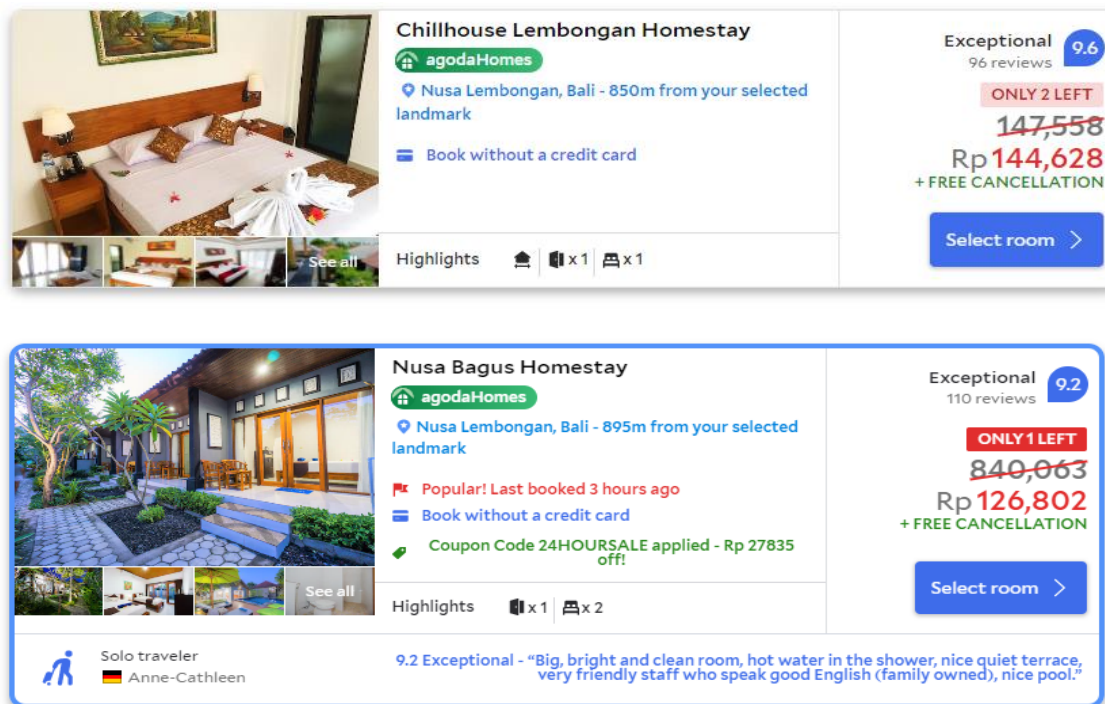 Chillhouse Lembongan Homestay
agodaHomes
Nusa Lembongan, Bali - 850m from your selected
landmark
Book without a credit card
Highlights x 1 x 1
See all
Exceptional 9.6
96 reviews
ONLY 2 LEFT
147,558
Rp 144,628
+ FREE CANCELLATION
Select room
Nusa Bagus Homestay
agodaHomes
Nusa Lembongan, Bali - 895m from your selected
landmark
Popular! Last booked 3 hours ago
Book without a credit card
Coupon Code 24HOURSALE applied - Rp 27835
off!
Highlights x 1 x 2
See all
Exceptional 9.2
110 reviews
ONLY 1 LEFT
840,063
Rp 126,802
+ FREE CANCELLATION
Select room
Solo traveler
Anne-Cathleen
9.2 Exceptional - “Big, bright and clean room, hot water in the shower, nice quiet terrace,
very friendly staff who speak good English (family owned), nice pool.”